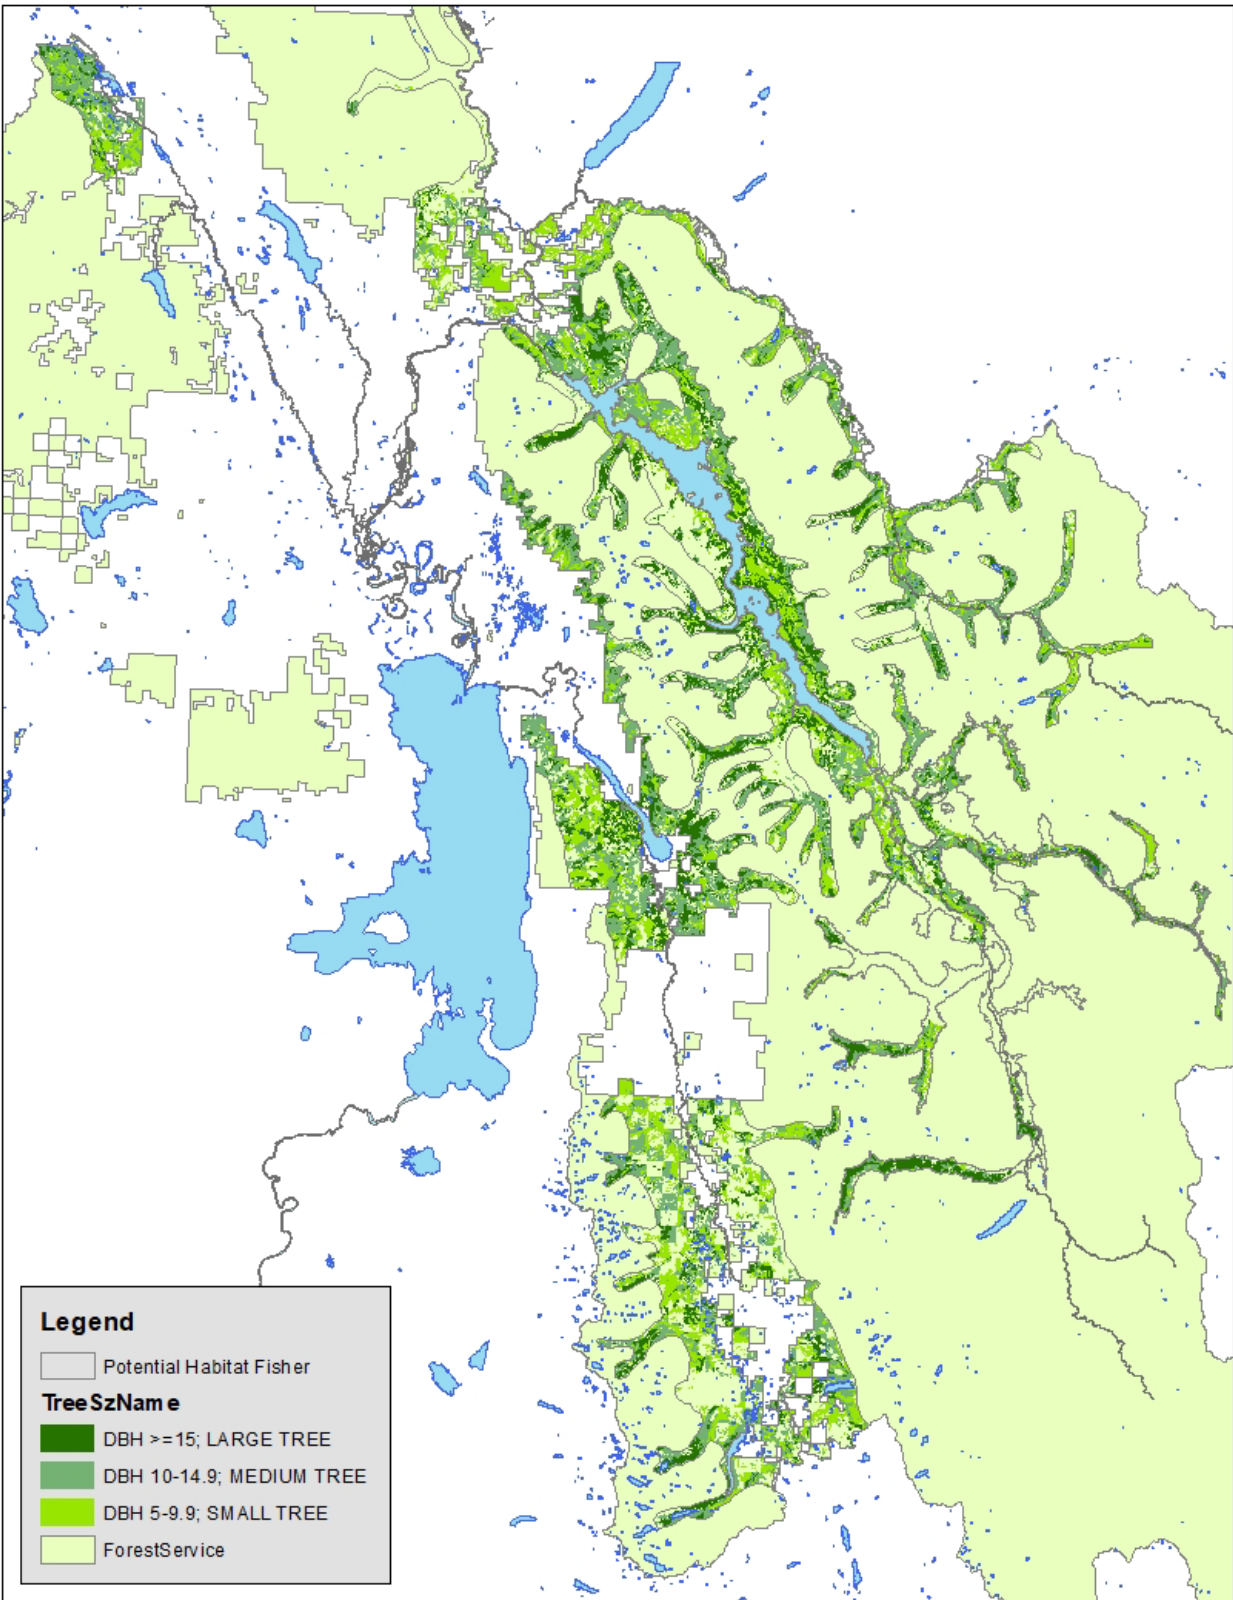 Legend
Potential Habitat Fisher
TreeSzName
DBH >=15; LARGE TREE
DBH 10-14.9; MEDIUM TREE
DBH 5-9.9; SMALL TREE
ForestService